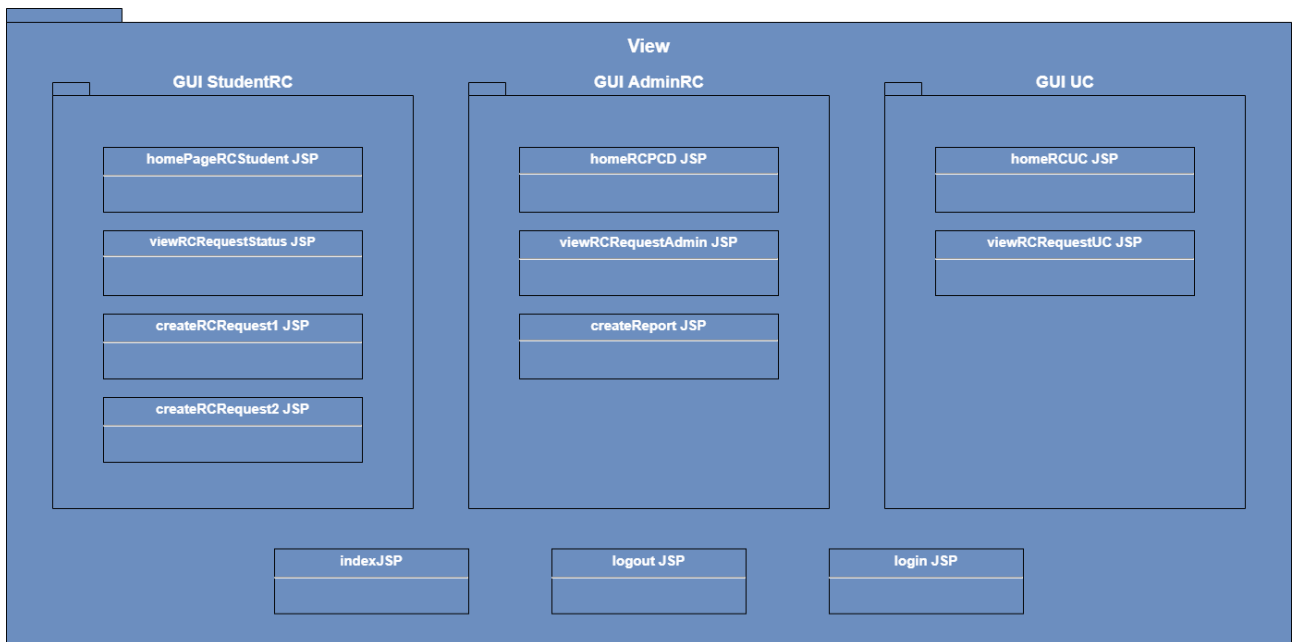 View
GUI StudentRC
homePageRCStudent JSP
viewRCRequestStatus JSP
createRCRequest1 JSP
createRCRequest2 JSP
GUI AdminRC
homeRCPCD JSP
viewRCRequestAdmin JSP
createReport JSP
GUI UC
homeRCUC JSP
viewRCRequestUC JSP
indexJSP
logout JSP
login JSP